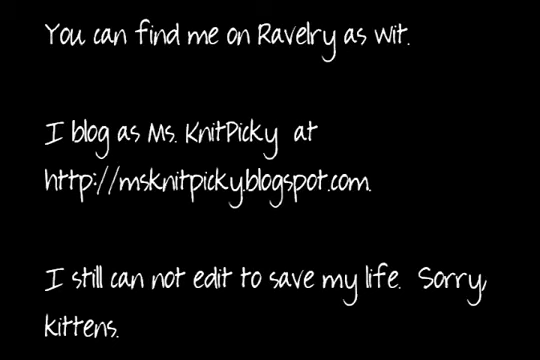 You can find me on Ravelry as wit.
I blog as Ms. KnitPicky at
http://msknitpicky.blogspot.com.
I still can not edit to save my life. Sorry,
kittens.